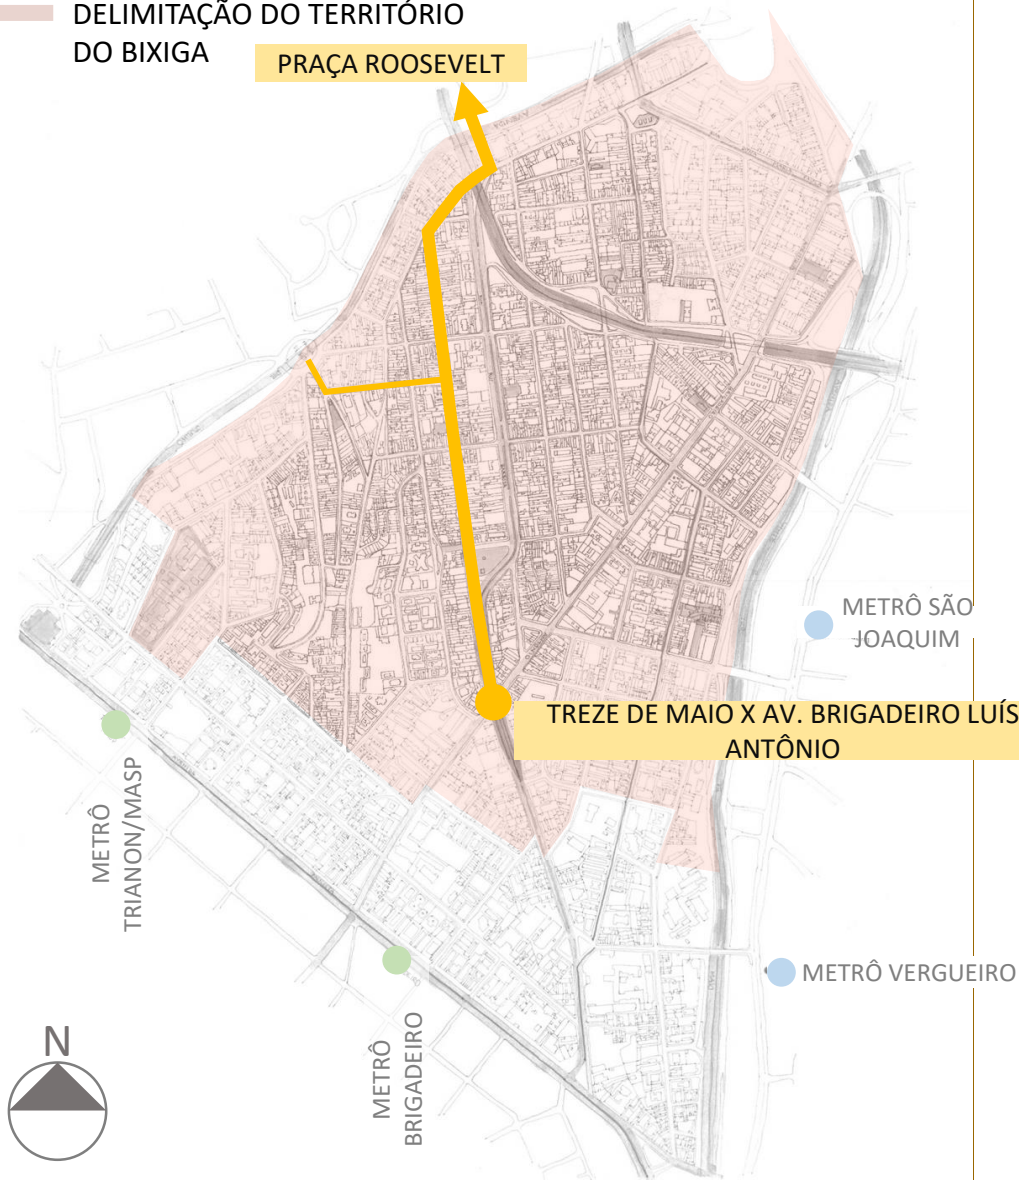 DELIMITAÇÃO DO TERRITÓRIO
DO BIXIGA
PRAÇA ROOSEVELT
METRÔ SÃO
JOAQUIM
TREZE DE MAIO X AV. BRIGADEIRO LUÍS
ANTÔNIO
METRÔ
TRIANON/MASP
METRÔ VERGUEIRO
METRÔ
BRIGADEIRO
N